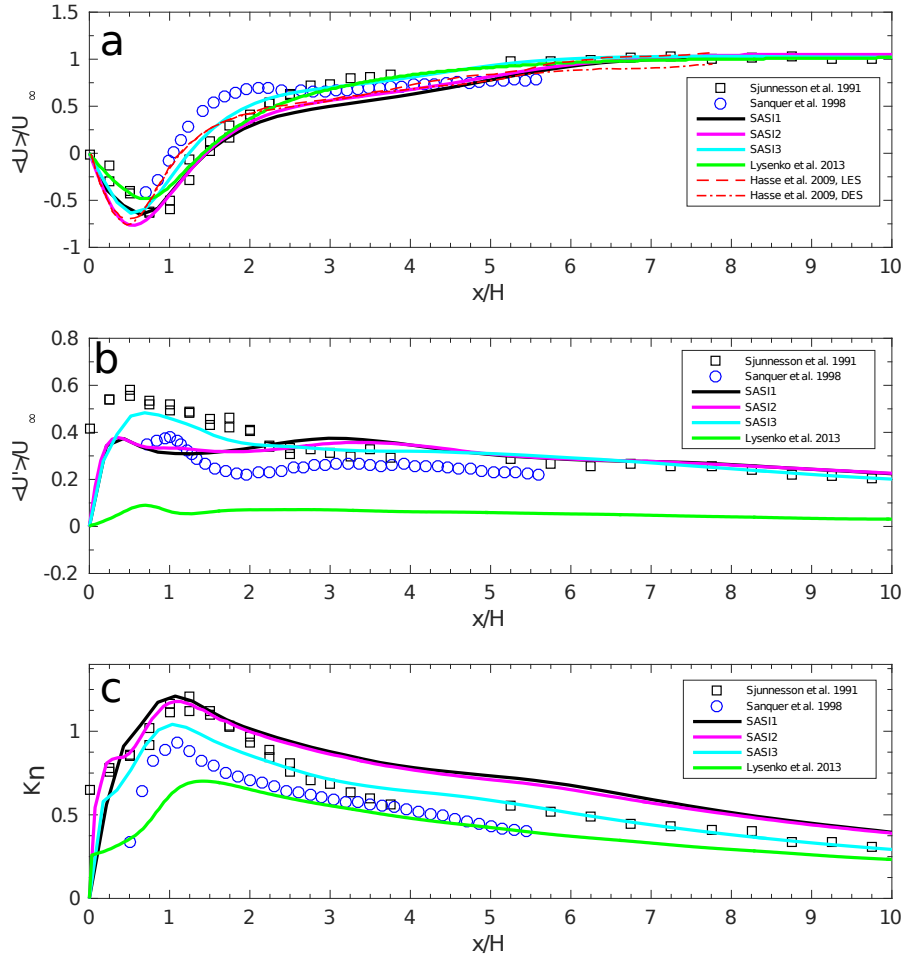 a
1.5
1
0.5
0
-0.5
-1
<U>/U∞
0 1 2 3 4 5 6 7 8 9 10
x/H
Sjunnesson et al. 1991
Sanquer et al. 1998
SASI1
SASI2
SASI3
Lysenko et al. 2013
Hasse et al. 2009, LES
Hasse et al. 2009, DES
b
0.8
0.6
0.4
0.2
0
-0.2
<U'>/U∞
0 1 2 3 4 5 6 7 8 9 10
x/H
Sjunnesson et al. 1991
Sanquer et al. 1998
SASI1
SASI2
SASI3
Lysenko et al. 2013
c
1
0.5
0
Kn
0 1 2 3 4 5 6 7 8 9 10
x/H
Sjunnesson et al. 1991
Sanquer et al. 1998
SASI1
SASI2
SASI3
Lysenko et al. 2013